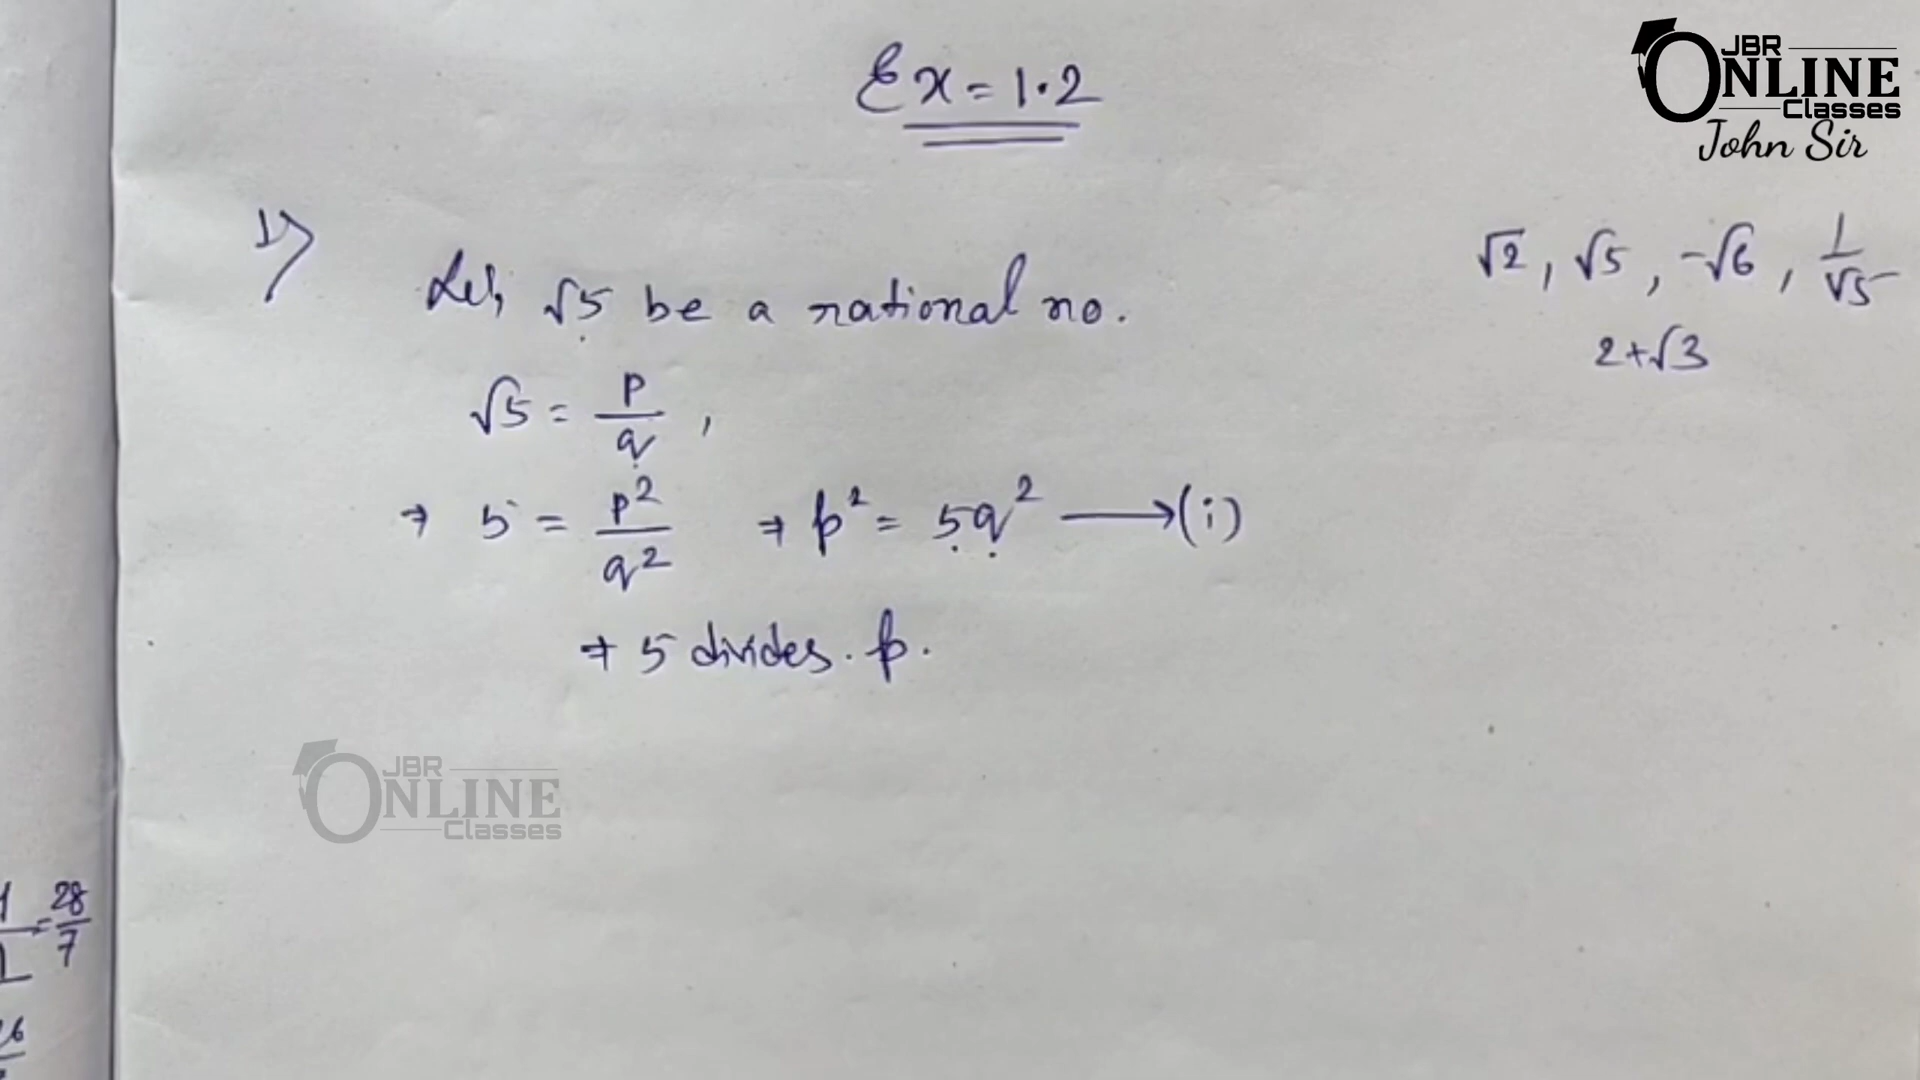 JBR
ONLINE
Classes
John Sir
Ex = 1.2
1)
Let, √5 be a rational no.
√5 = p/q ,
⇒ 5 = p²/q² ⇒ p² = 5q² ⟶ (i)
⇒ 5 divides. p.
√2, √5, -√6, 1/√5
2+√3
JBR
ONLINE
Classes
= 28/7